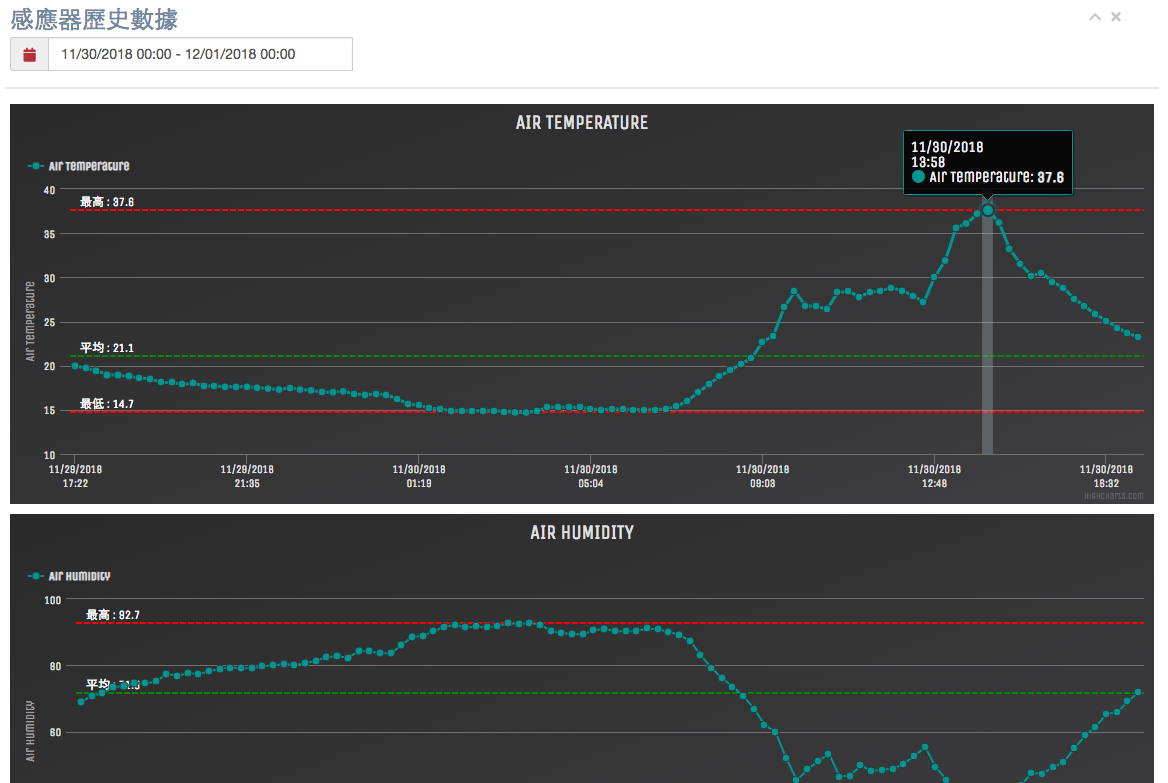 感應器歷史數據
11/30/2018 00:00 - 12/01/2018 00:00
AIR TEMPERATURE
Air Temperature
11/30/2018
13:58
Air Temperature: 37.6
40
最高 : 37.6
35
30
Air Temperature
25
平均 : 21.1
20
最低 : 14.7
15
10
11/29/2018
17:22
11/29/2018
21:35
11/30/2018
01:19
11/30/2018
05:04
11/30/2018
09:03
11/30/2018
12:48
11/30/2018
18:32
Highcharts.com
AIR HUMIDITY
Air Humidity
100
最高 : 92.7
80
平均 :
60
Air Humidity